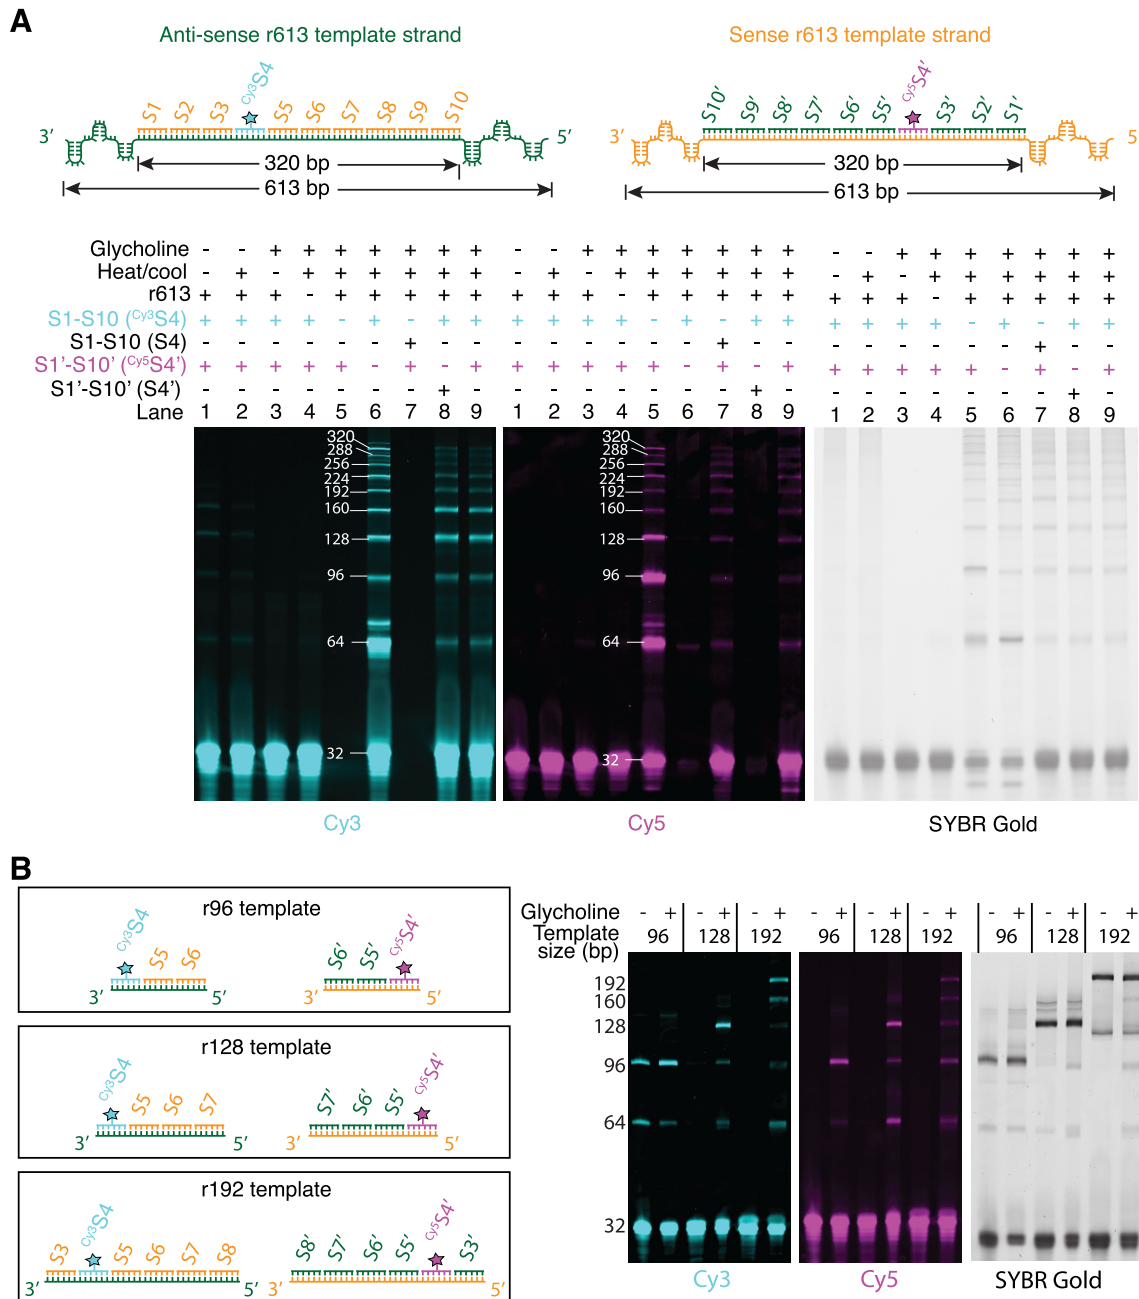 A
Anti-sense r613 template strand
Sense r613 template strand
S1 S2 S3 Cy3S4 S5 S6 S7 S8 S9 S10
3′ 5′
320 bp
613 bp
S10′ S9′ S8′ S7′ S6′ S5′ Cy5S4′ S3′ S2′ S1′
3′ 5
320 bp
613 bp
Glycholine - - + + + + + + + - - + + + + + + + - - + + + + + + +
Heat/cool - + - + + + + + + - + - + + + + + + - + - + + + + + +
r613 + + + - + + + + + + + + - + + + + + + + + - + + + + +
S1-S10 (Cy3S4) + + + + - + - + + + + + + - + - + + + + + + - + - + +
S1-S10 (S4) - - - - - - + - - - - - - - - + - - - - - - - - + - -
S1’-S10’ (Cy5S4’) + + + + + - + - + + + + + + - + - + + + + + + - + - +
S1’-S10’ (S4’) - - - - - - - + - - - - - - - - + - - - - - - - - + -
Lane 1 2 3 4 5 6 7 8 9 1 2 3 4 5 6 7 8 9 1 2 3 4 5 6 7 8 9
320 320
288 288
256 256
224 224
192 192
160 160
128 128
96 96
64 64
32 32
Cy3 Cy5 SYBR Gold
B
r96 template
Cy3S4 S5 S6
3′ 5′
S6′ S5′ Cy5S4′
3′ 5′
r128 template
Cy3S4 S5 S6 S7
3′ 5′
S7′ S6′ S5′ Cy5S4′
3′ 5′
r192 template
S3 Cy3S4 S5 S6 S7 S8
3′ 5′
S8′ S7′ S6′ S5′ Cy5S4′ S3′
3′ 5′
Glycholine - + - + - + - + - + - + - + - + - +
Template size (bp) 96 128 192 96 128 192 96 128 192
192
160
128
96
64
32
Cy3 Cy5 SYBR Gold